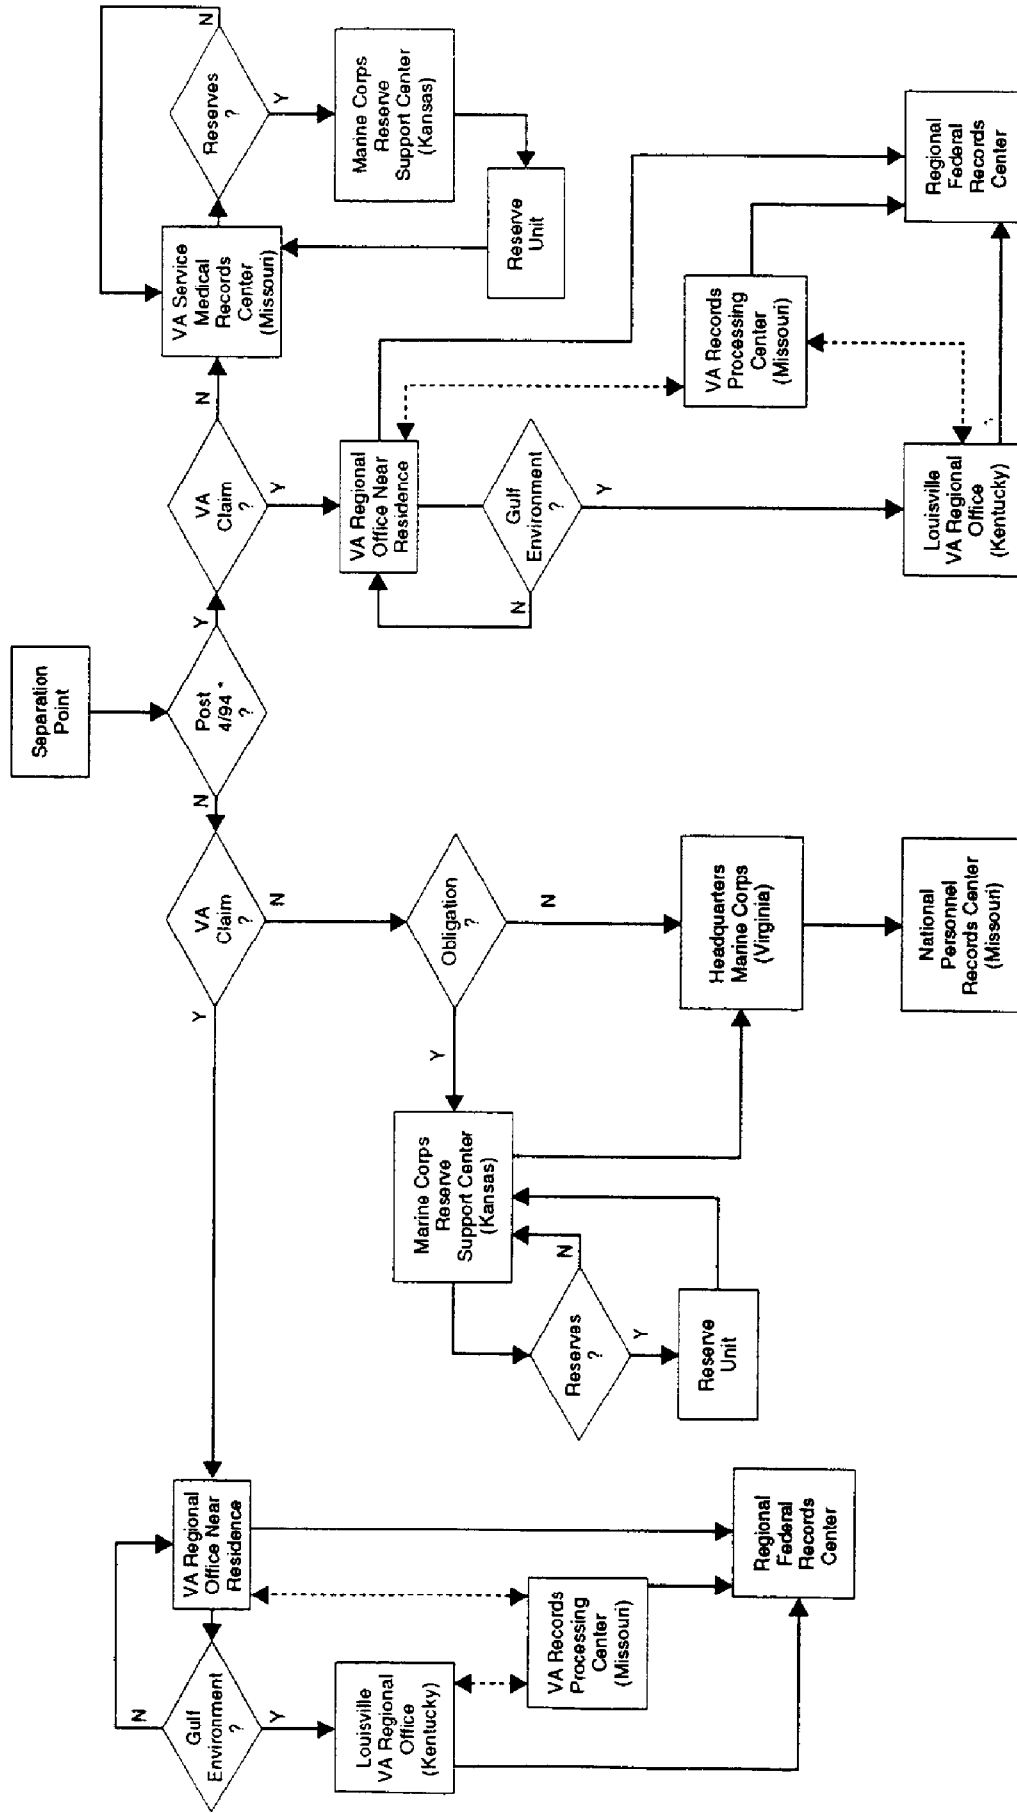 Separation
Point
N
Gulf
Environment
?
Y
VA Regional
Office Near
Residence
Y
VA
Claim
?
N
N
Post
4/94 *
?
Y
VA
Claim
?
N
Y
VA Service
Medical
Records
Center
(Missouri)
N
Reserves
?
Y
Louisville
VA Regional
Office
(Kentucky)
Marine Corps
Reserve
Support Center
(Kansas)
Y
Obligation
?
N
VA Regional
Office Near
Residence
Marine Corps
Reserve
Support Center
(Kansas)
VA Records
Processing
Center
(Missouri)
Reserves
?
N
Y
N
Gulf
Environment
?
Y
Reserve
Unit
Regional
Federal
Records
Center
Reserve
Unit
Headquarters
Marine Corps
(Virginia)
VA Records
Processing
Center
(Missouri)
National
Personnel
Records Center
(Missouri)
Louisville
VA Regional
Office
(Kentucky)
Regional
Federal
Records
Center